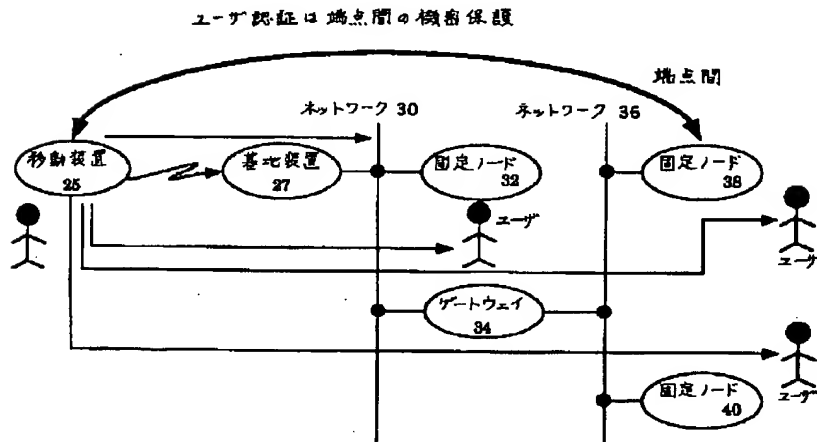 ユーザ認証は端点間の機密保護
端点間
ネットワーク 30
ネットワーク 36
移動装置
25
基地装置
27
固定ノード
32
固定ノード
38
ユーザ
ユーザ
ゲートウェイ
34
ユーザ
固定ノード
40